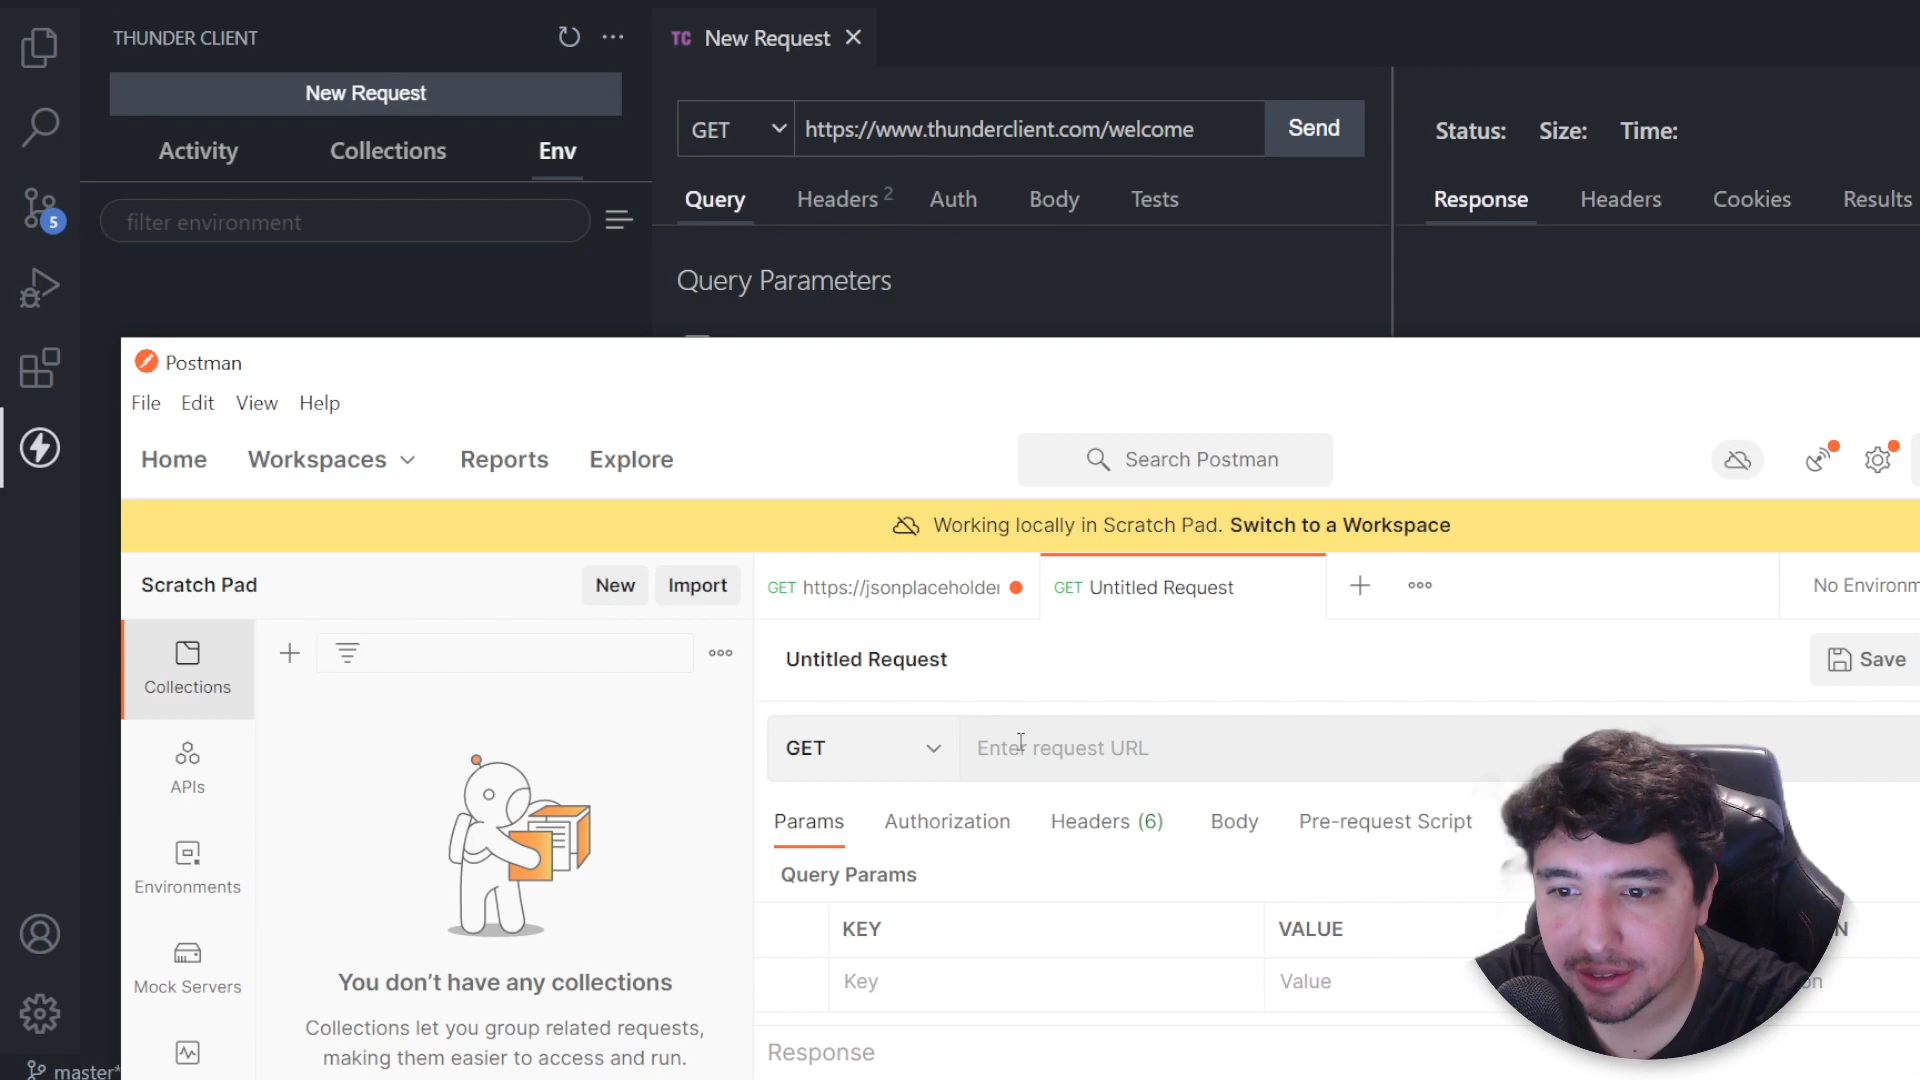 THUNDER CLIENT
New Request
Activity
Collections
Env
filter environment
TC New Request
GET
https://www.thunderclient.com/welcome
Send
Query
Headers 2
Auth
Body
Tests
Query Parameters
Status:
Size:
Time:
Response
Headers
Cookies
Results
5
Postman
File
Edit
View
Help
Home
Workspaces
Reports
Explore
Search Postman
Working locally in Scratch Pad. Switch to a Workspace
Scratch Pad
New
Import
GET https://jsonplaceholder
GET Untitled Request
No Environm
Collections
APIs
Environments
Mock Servers
You don't have any collections
Collections let you group related requests,
making them easier to access and run.
Untitled Request
Save
GET
Enter request URL
Params
Authorization
Headers (6)
Body
Pre-request Script
Query Params
KEY
VALUE
N
Key
Value
on
Response
master*